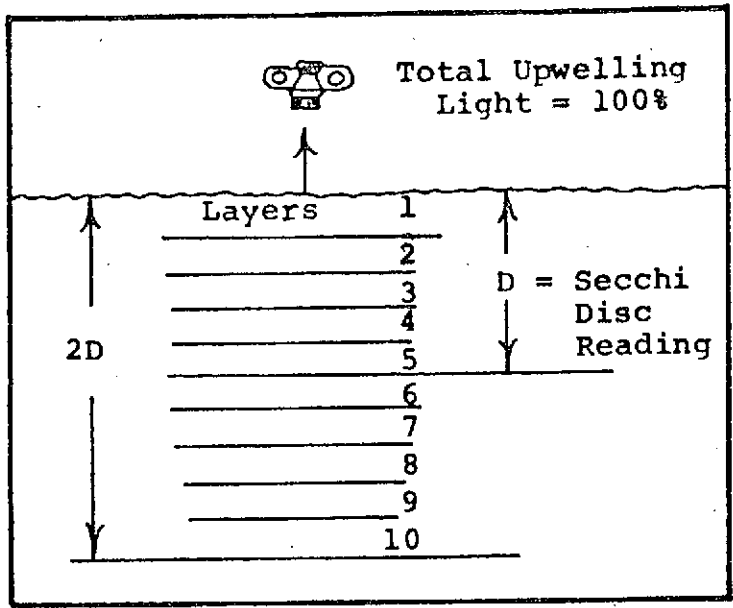 Total Upwelling
Light = 100%
Layers 1
2
3
4
5
6
7
8
9
10
2D
D = Secchi
Disc
Reading